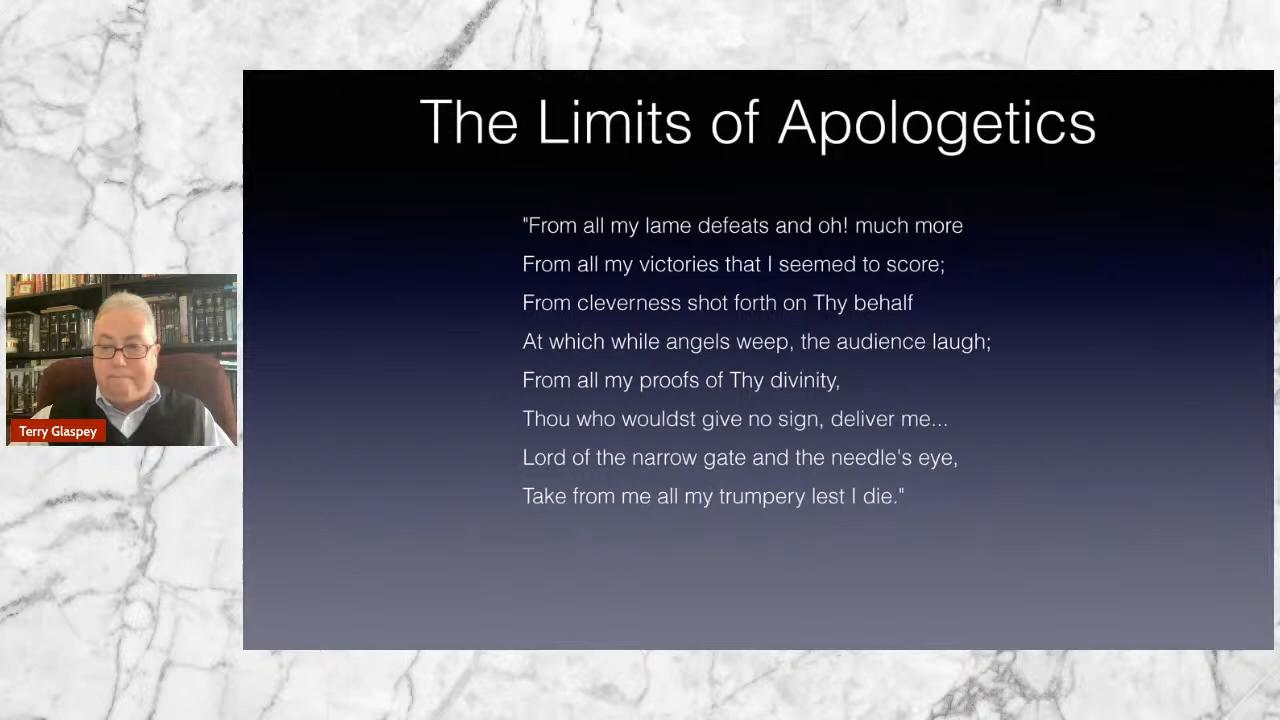 The Limits of Apologetics
"From all my lame defeats and oh! much more
From all my victories that I seemed to score;
From cleverness shot forth on Thy behalf
At which while angels weep, the audience laugh;
From all my proofs of Thy divinity,
Thou who wouldst give no sign, deliver me...
Lord of the narrow gate and the needle's eye,
Take from me all my trumpery lest I die."
Terry Glaspey